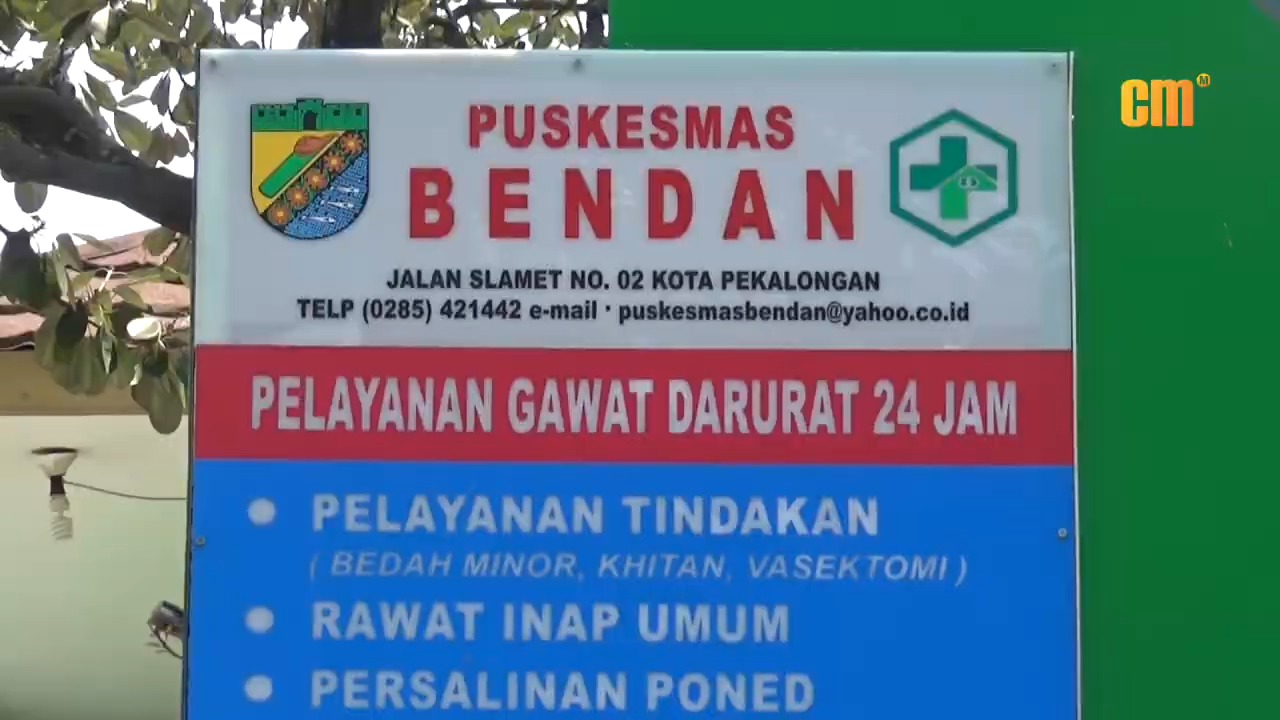 PUSKESMAS
BENDAN
JALAN SLAMET NO. 02 KOTA PEKALONGAN
TELP (0285) 421442 e-mail : puskesmasbendan@yahoo.co.id
PELAYANAN GAWAT DARURAT 24 JAM
PELAYANAN TINDAKAN
( BEDAH MINOR, KHITAN, VASEKTOMI )
RAWAT INAP UMUM
PERSALINAN PONED
cm M